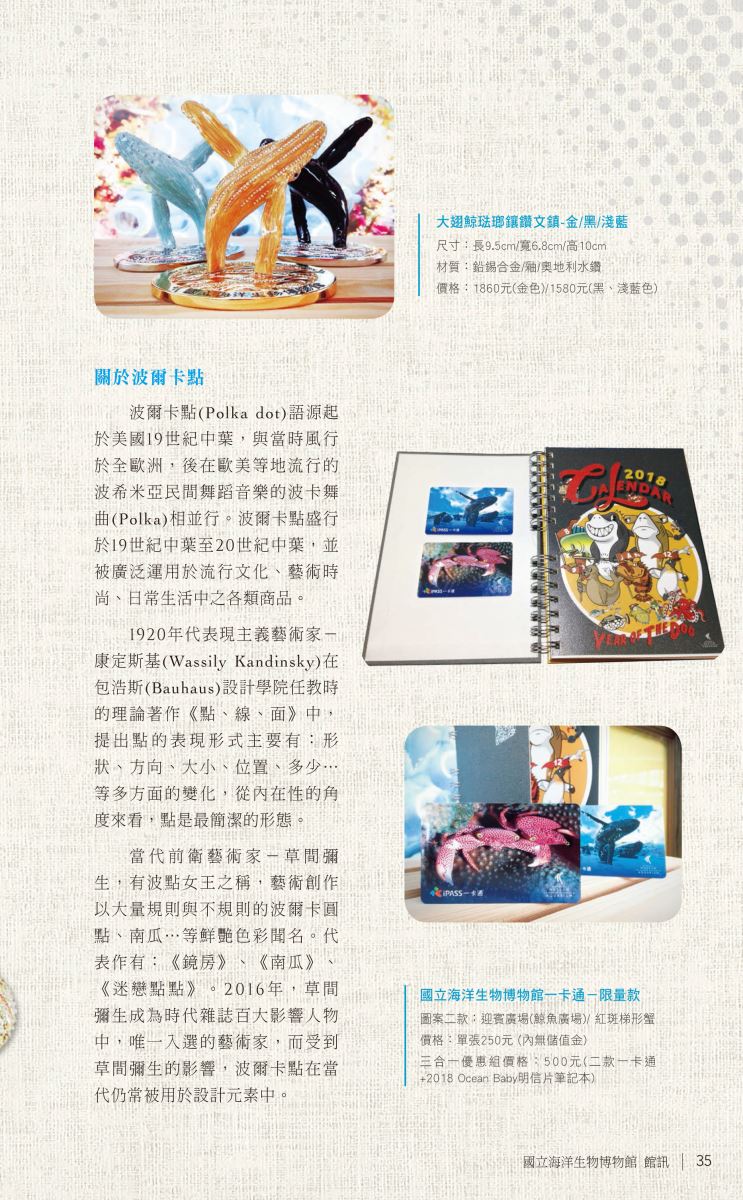 大翅鯨琺瑯鑲鑽文鎮-金/黑/淺藍
尺寸：長9.5cm/寬6.8cm/高10cm
材質：鉛錫合金/釉/奧地利水鑽
價格：1860元(金色)/1580元(黑、淺藍色)
關於波爾卡點
波爾卡點(Polka dot)語源起
於美國19世紀中葉，與當時風行
於全歐洲，後在歐美等地流行的
波希米亞民間舞蹈音樂的波卡舞
曲(Polka)相並行。波爾卡點盛行
於19世紀中葉至20世紀中葉，並
被廣泛運用於流行文化、藝術時
尚、日常生活中之各類商品。
1920年代表現主義藝術家－
康定斯基(Wassily Kandinsky)在
包浩斯(Bauhaus)設計學院任教時
的理論著作《點、線、面》中，
提出點的表現形式主要有：形
狀、方向、大小、位置、多少…
等多方面的變化，從內在性的角
度來看，點是最簡潔的形態。
當代前衛藝術家－草間彌
生，有波點女王之稱，藝術創作
以大量規則與不規則的波爾卡圓
點、南瓜…等鮮艷色彩聞名。代
表作有：《鏡房》、《南瓜》、
《迷戀點點》。2016年，草間
彌生成為時代雜誌百大影響人物
中，唯一入選的藝術家，而受到
草間彌生的影響，波爾卡點在當
代仍常被用於設計元素中。
2018
CALENDAR
YEAR OF THE DOG
iPASS一卡通
iPASS一卡通
iPASS一卡通
卡通
國立海洋生物博物館一卡通－限量款
圖案二款：迎賓廣場(鯨魚廣場)/ 紅斑梯形蟹
價格：單張250元 (內無儲值金)
三合一優惠組價格：500元(二款一卡通
+2018 Ocean Baby明信片筆記本)
國立海洋生物博物館 館訊 | 35